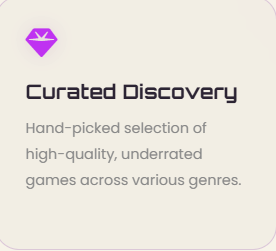 Curated Discovery
Hand-picked selection of
high-quality, underrated
games across various genres.